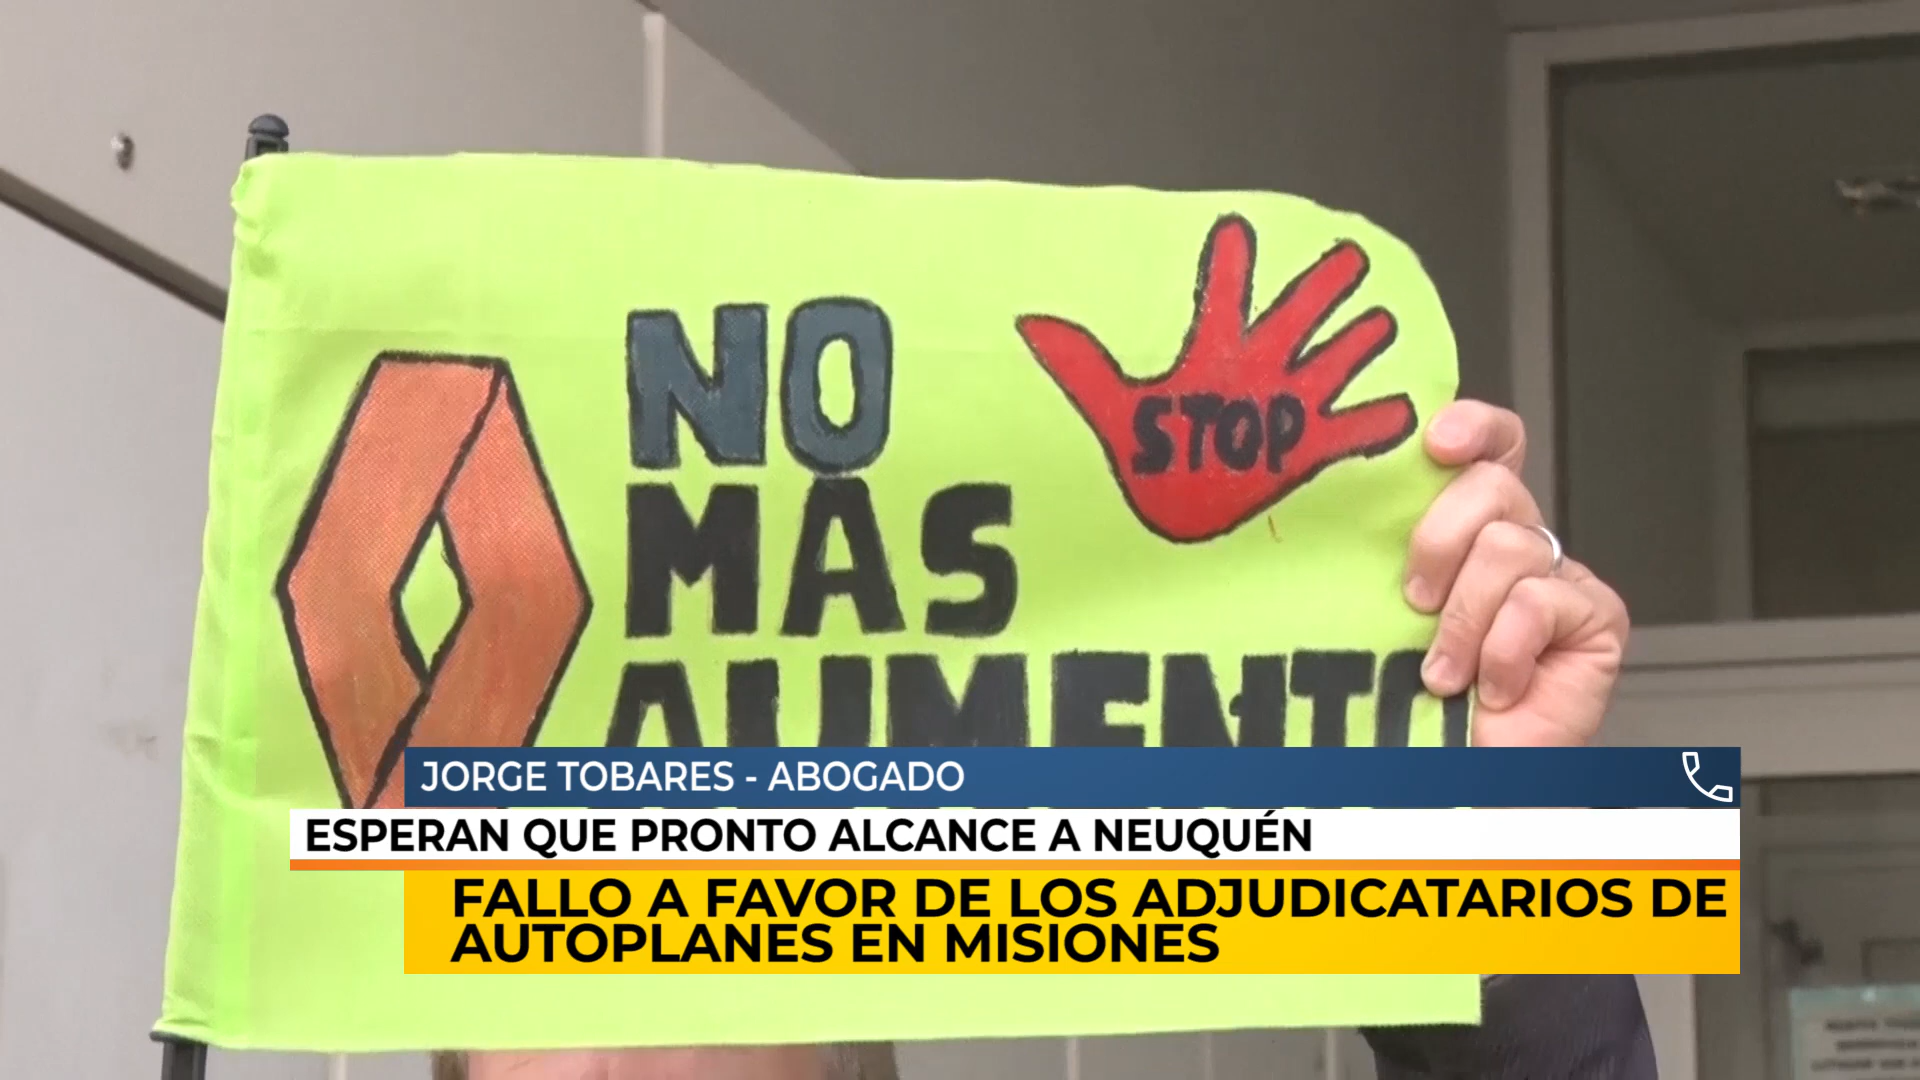 NO
MAS
STOP
AUMENTO
JORGE TOBARES - ABOGADO
ESPERAN QUE PRONTO ALCANCE A NEUQUÉN
FALLO A FAVOR DE LOS ADJUDICATARIOS DE
AUTOPLANES EN MISIONES